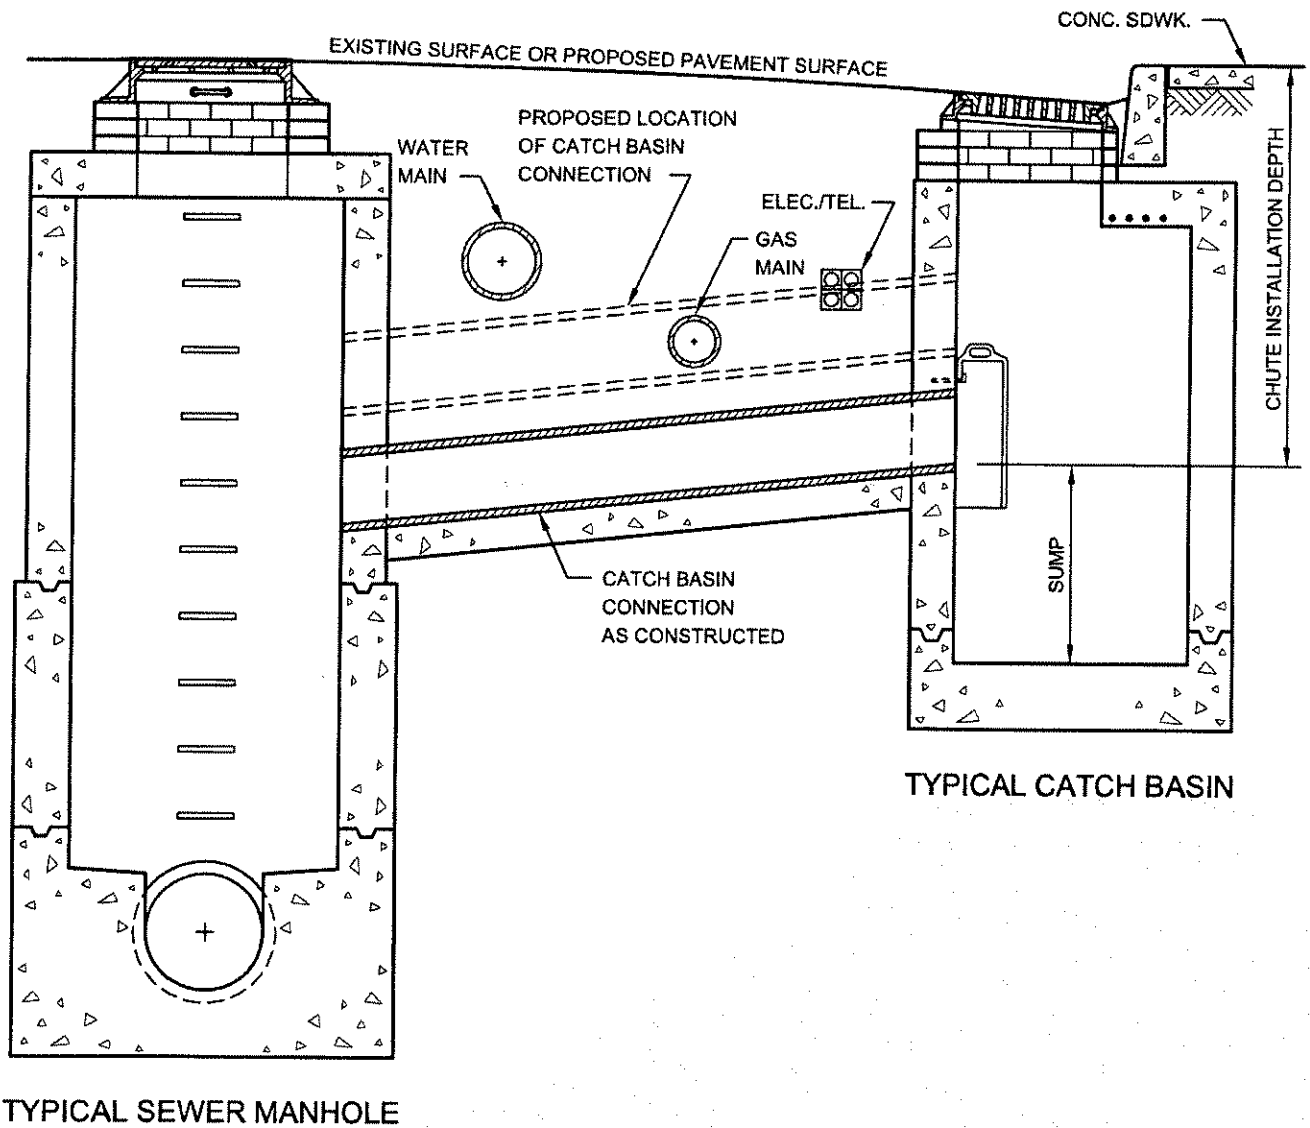 CONC. SDWK.
EXISTING SURFACE OR PROPOSED PAVEMENT SURFACE
PROPOSED LOCATION
OF CATCH BASIN
CONNECTION
WATER
MAIN
ELEC./TEL.
GAS
MAIN
CHUTE INSTALLATION DEPTH
SUMP
CATCH BASIN
CONNECTION
AS CONSTRUCTED
TYPICAL CATCH BASIN
TYPICAL SEWER MANHOLE